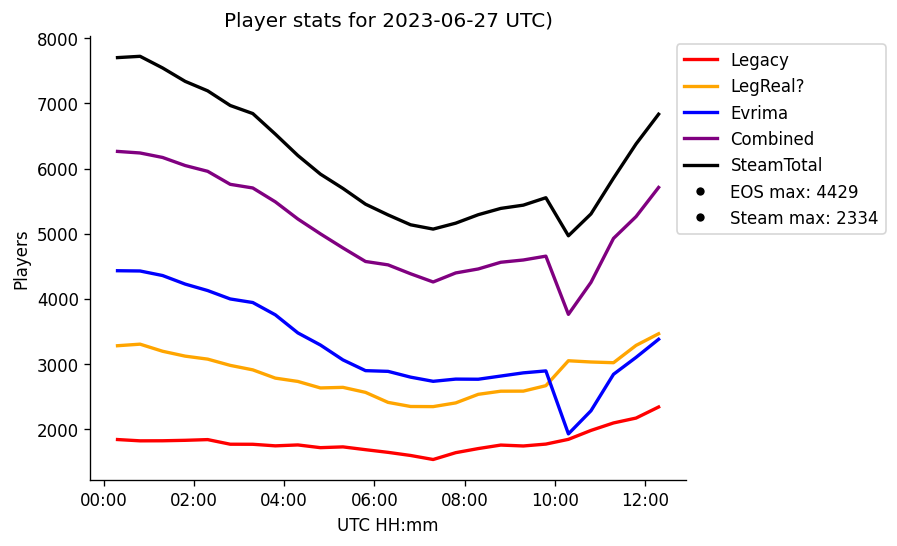 Player stats for 2023-06-27 UTC)
8000
7000
6000
5000
4000
3000
2000
Players
00:00
02:00
04:00
06:00
08:00
10:00
12:00
UTC HH:mm
Legacy
LegReal?
Evrima
Combined
SteamTotal
EOS max: 4429
Steam max: 2334